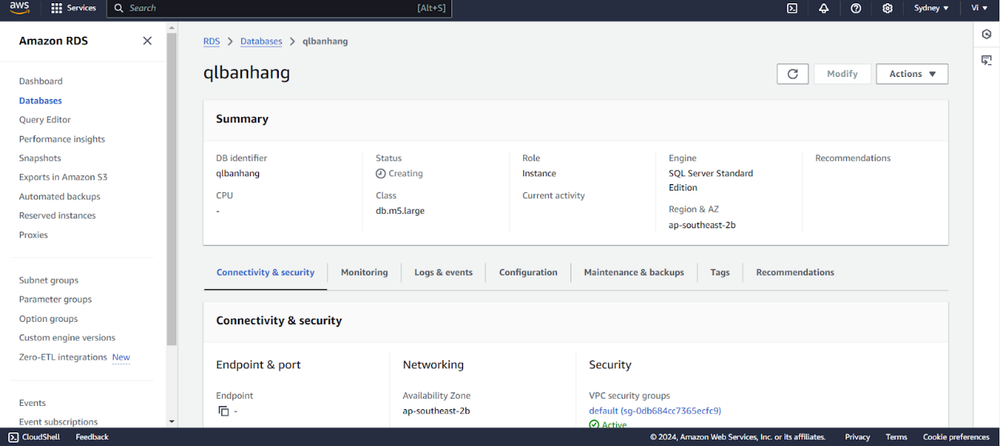 aws
Services
Search
[Alt+S]
Sydney
Vi
Amazon RDS
Dashboard
Databases
Query Editor
Performance insights
Snapshots
Exports in Amazon S3
Automated backups
Reserved instances
Proxies
Subnet groups
Parameter groups
Option groups
Custom engine versions
Zero-ETL integrations New
Events
Event subscriptions
RDS > Databases > qlbanhang
qlbanhang
Modify
Actions
Summary
DB identifier
qlbanhang
CPU
-
Status
Creating
Class
db.m5.large
Role
Instance
Current activity
Engine
SQL Server Standard
Edition
Region & AZ
ap-southeast-2b
Recommendations
Connectivity & security
Monitoring
Logs & events
Configuration
Maintenance & backups
Tags
Recommendations
Connectivity & security
Endpoint & port
Endpoint
-
Networking
Availability Zone
ap-southeast-2b
Security
VPC security groups
default (sg-0db684cc7365ecfc9)
Active
CloudShell
Feedback
© 2024, Amazon Web Services, Inc. or its affiliates.
Privacy
Terms
Cookie preferences